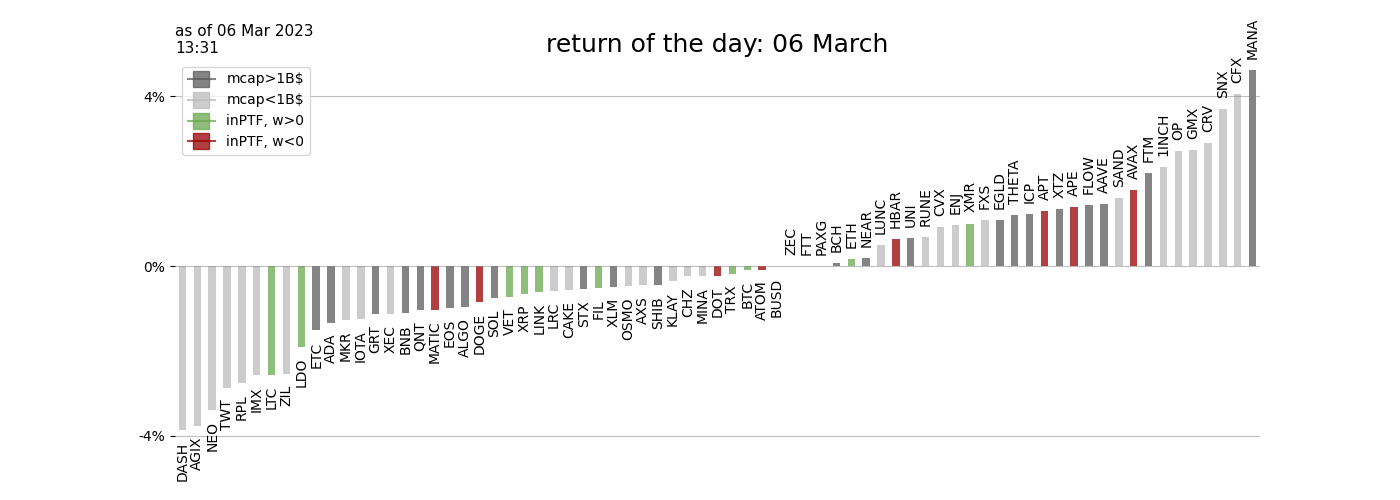 as of 06 Mar 2023
13:31
return of the day: 06 March
mcap>1B$
mcap<1B$
inPTF, w>0
inPTF, w<0
4%
0%
-4%
DASH
AGIX
NEO
TWT
RPL
IMX
LTC
ZIL
LDO
ETC
ADA
MKR
IOTA
GRT
XEC
BNB
QNT
MATIC
EOS
ALGO
DOGE
SOL
VET
XRP
LINK
LRC
CAKE
STX
FIL
XLM
OSMO
AXS
SHIB
KLAY
CHZ
MINA
DOT
TRX
BTC
ATOM
BUSD
ZEC
FTT
PAXG
BCH
ETH
NEAR
LUNC
HBAR
UNI
RUNE
CVX
ENJ
XMR
FXS
EGLD
THETA
ICP
APT
XTZ
APE
FLOW
AAVE
SAND
AVAX
FTM
1INCH
OP
GMX
CRV
SNX
CFX
MANA